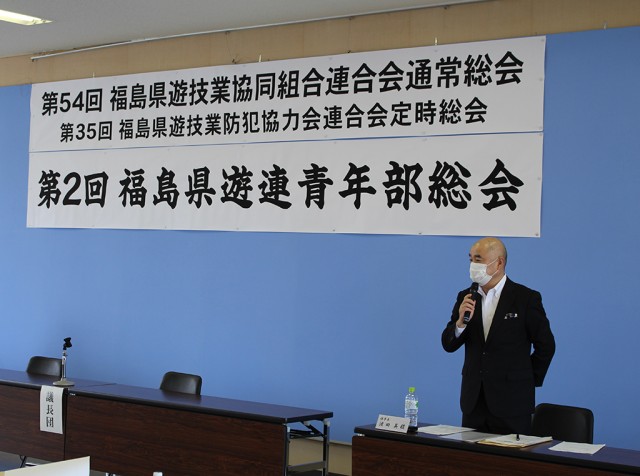 第54回 福島県遊技業協同組合連合会通常総会
第35回 福島県遊技業防犯協力会連合会定時総会
第2回 福島県遊連青年部総会
議長団